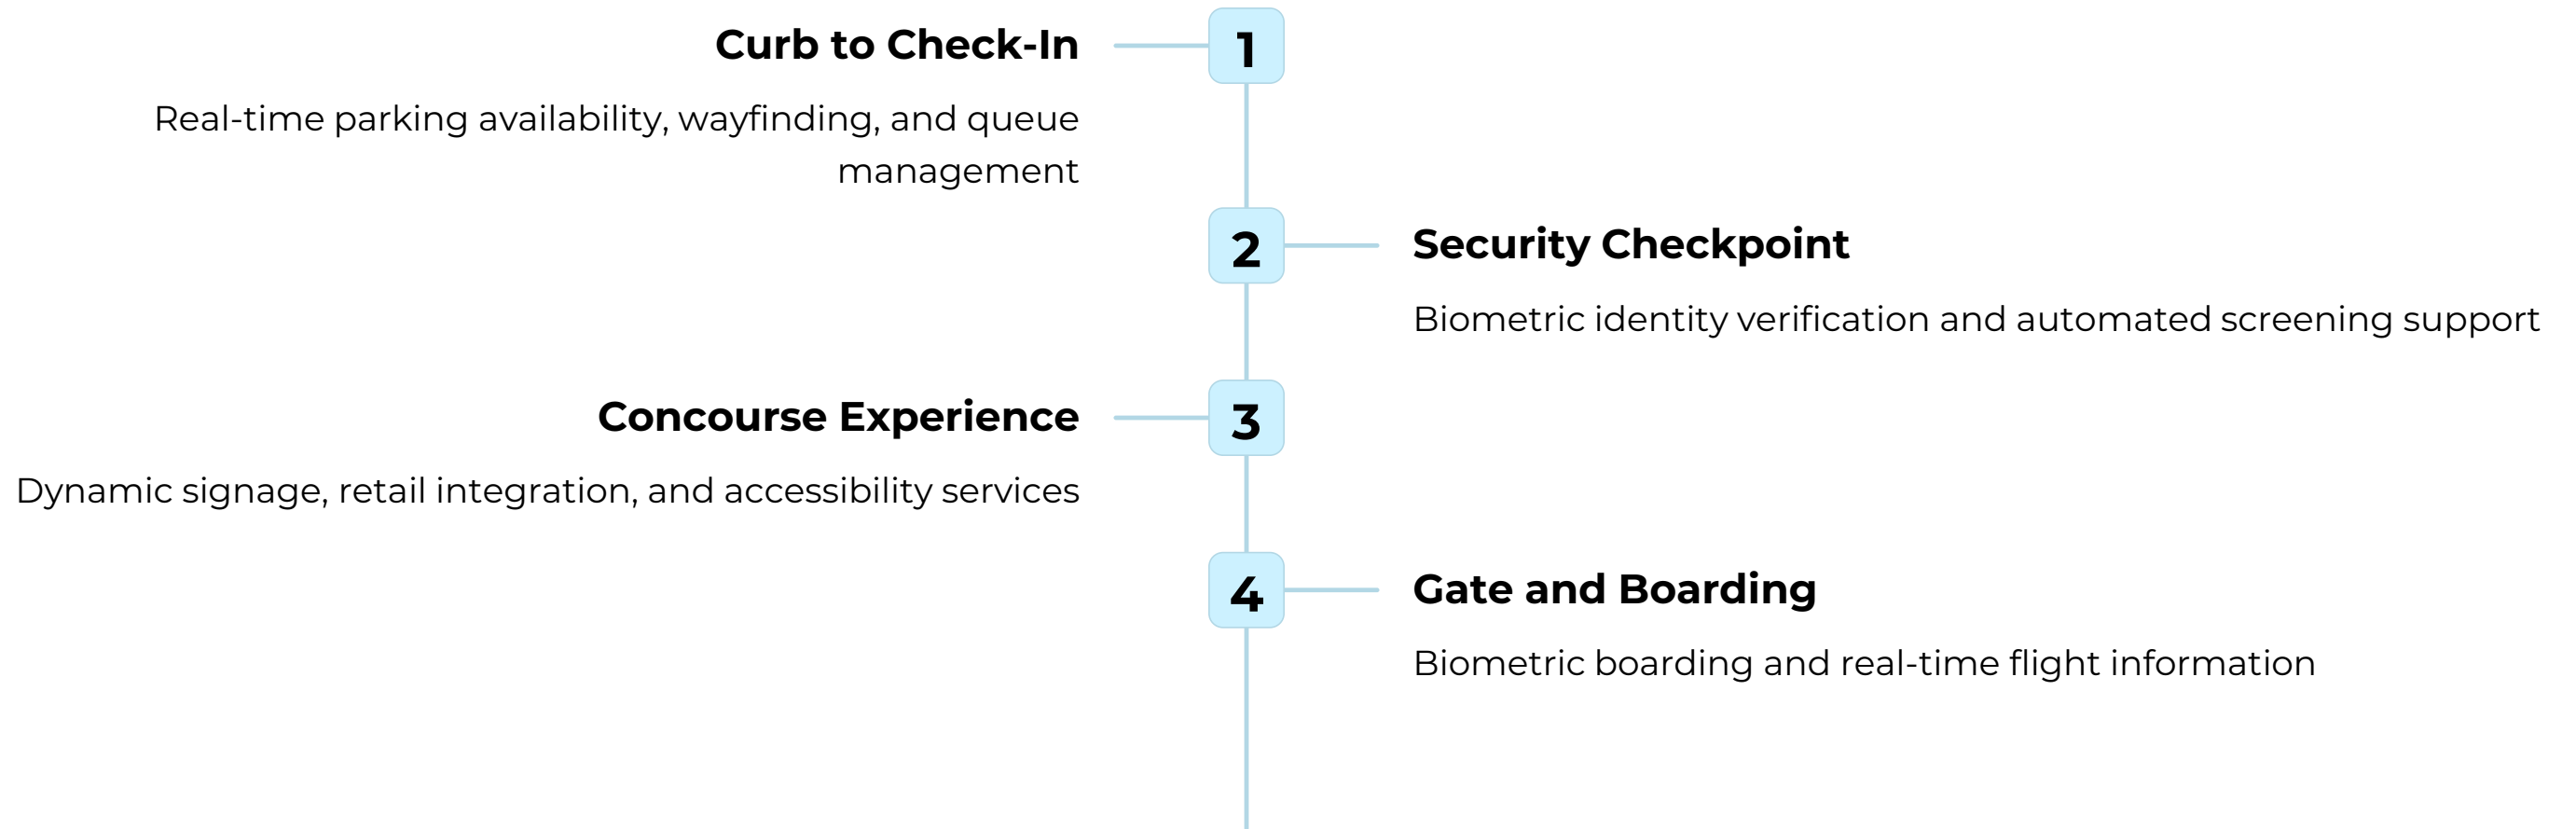 1
Curb to Check-In
Real-time parking availability, wayfinding, and queue
management
2
Security Checkpoint
Biometric identity verification and automated screening support
3
Concourse Experience
Dynamic signage, retail integration, and accessibility services
4
Gate and Boarding
Biometric boarding and real-time flight information